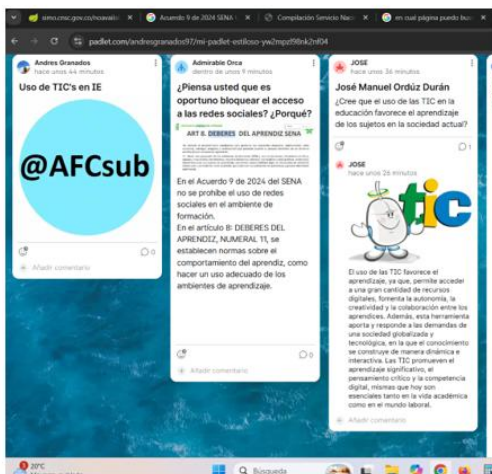 simo.cnsc.gov.co/#oavail
Acuerdo 9 de 2024 SENA
Compilación Servicio Nac
en cual página puedo bus
padlet.com/andresgranados97/mi-padlet-estiloso-yw2mpzl98nk2nf04
Andres Granados
hace unos 44 minutos
Uso de TIC's en IE
@AFCsub
0
Añadir comentario
Admirable Orca
dentro de unos 9 minutos
¿Piensa usted que es
oportuno bloquear el acceso
a las redes sociales? ¿Porqué?
ART 8. DEBERES DEL APRENDIZ SENA
En el Acuerdo 9 de 2024 del SENA
no se prohíbe el uso de redes
sociales en el ambiente de
formación.
En el artículo 8: DEBERES DEL
APRENDIZ, NUMERAL 11, se
establecen normas sobre el
comportamiento del aprendiz, como
hacer un uso adecuado de los
ambientes de aprendizaje.
0
Añadir comentario
JOSE
hace unos 36 minutos
José Manuel Ordúz Durán
¿Cree que el uso de las TIC en la
educación favorece el aprendizaje
de los sujetos en la sociedad actual?
1
JOSE
hace unos 26 minutos
tic
El uso de las TIC favorece el
aprendizaje, ya que, permite acceder
a una gran cantidad de recursos
digitales, fomenta la autonomía, la
creatividad y la colaboración entre los
aprendices. Además, esta herramienta
aporta y responde a las demandas de
una sociedad globalizada y
tecnológica, en la que el conocimiento
se construye de manera dinámica e
interactiva. Las TIC promueven el
aprendizaje significativo, el
pensamiento crítico y la competencia
digital, mismas que hoy son
esenciales tanto en la vida académica
como en el mundo laboral.
Añadir comentario
20°C
Búsqueda